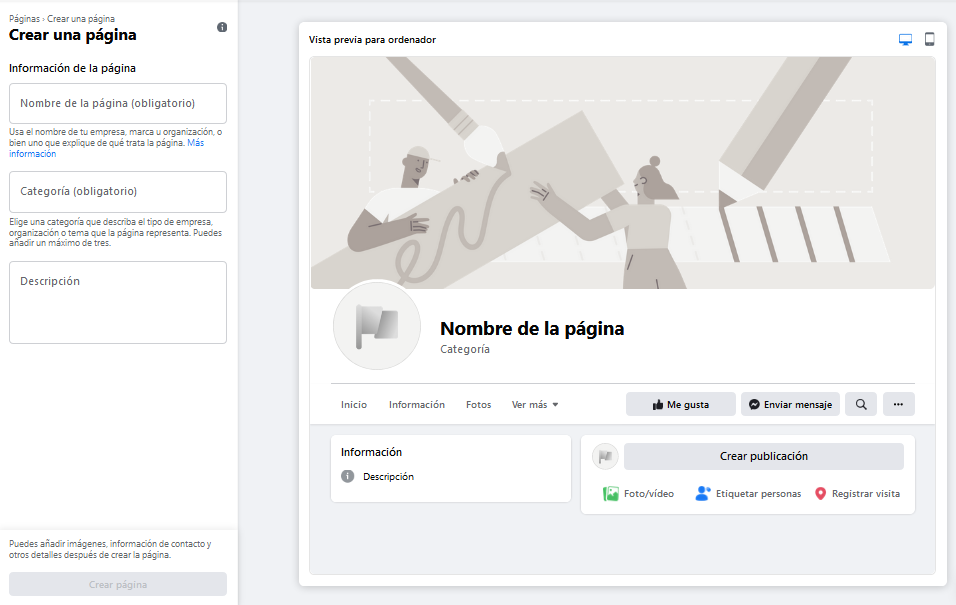 Páginas › Crear una página
Crear una página
Información de la página
Nombre de la página (obligatorio)
Usa el nombre de tu empresa, marca u organización, o
bien uno que explique de qué trata la página. Más
información
Categoría (obligatorio)
Elige una categoría que describa el tipo de empresa,
organización o tema que la página representa. Puedes
añadir un máximo de tres.
Descripción
Puedes añadir imágenes, información de contacto y
otros detalles después de crear la página.
Crear página
Vista previa para ordenador
Nombre de la página
Categoría
Inicio Información Fotos Ver más Me gusta Enviar mensaje
Información
Descripción
Crear publicación
Foto/vídeo Etiquetar personas Registrar visita